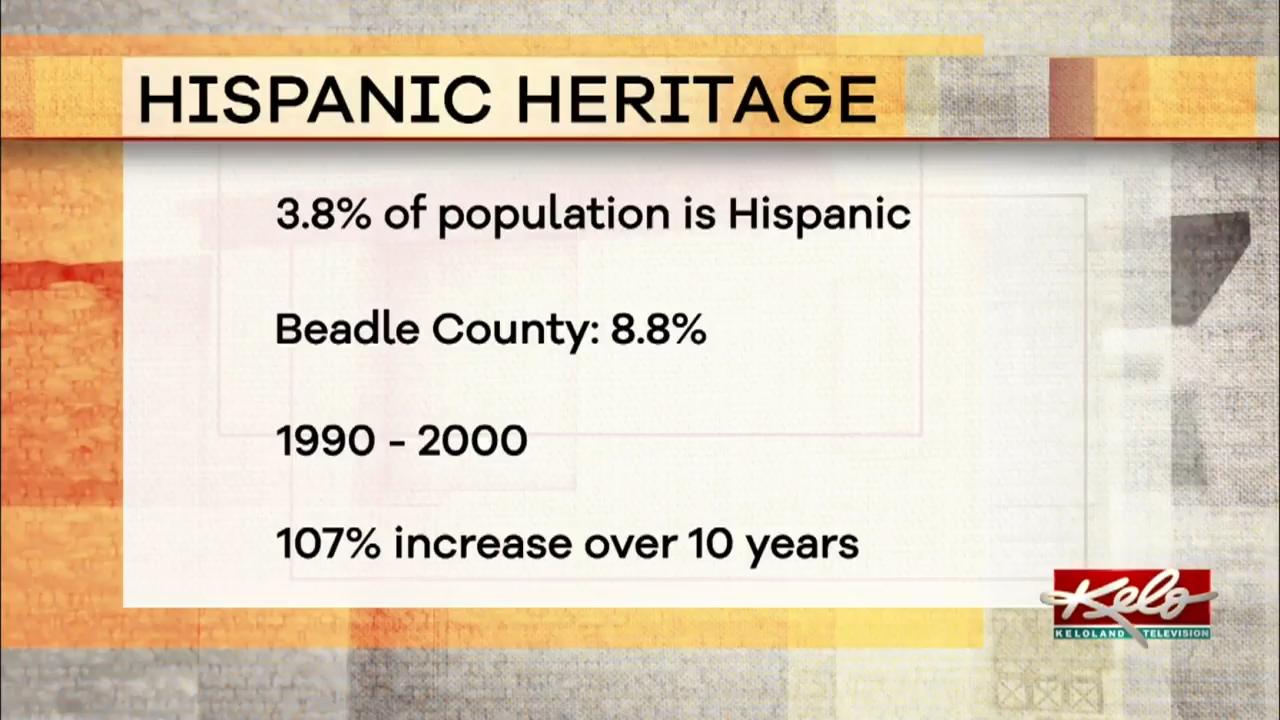 HISPANIC HERITAGE
3.8% of population is Hispanic
Beadle County: 8.8%
1990 - 2000
107% increase over 10 years
Kelo
KELOLAND TELEVISION